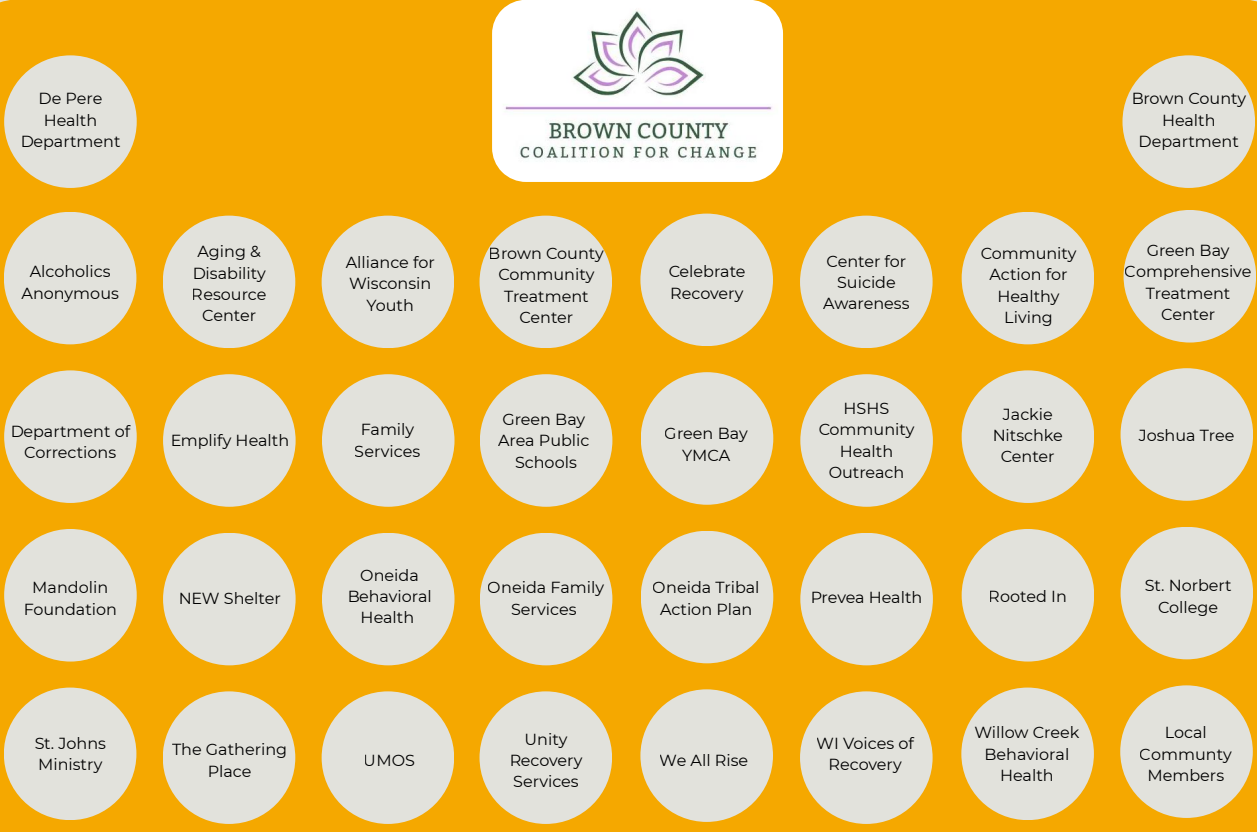 BROWN COUNTY
COALITION FOR CHANGE
De Pere
Health
Department
Brown County
Health
Department
Alcoholics
Anonymous
Aging &
Disability
Resource
Center
Alliance for
Wisconsin
Youth
Brown County
Community
Treatment
Center
Celebrate
Recovery
Center for
Suicide
Awareness
Community
Action for
Healthy
Living
Green Bay
Comprehensive
Treatment
Center
Department of
Corrections
Emplify Health
Family
Services
Green Bay
Area Public
Schools
Green Bay
YMCA
HSHS
Community
Health
Outreach
Jackie
Nitschke
Center
Joshua Tree
Mandolin
Foundation
NEW Shelter
Oneida
Behavioral
Health
Oneida Family
Services
Oneida Tribal
Action Plan
Prevea Health
Rooted In
St. Norbert
College
St. Johns
Ministry
The Gathering
Place
UMOS
Unity
Recovery
Services
We All Rise
WI Voices of
Recovery
Willow Creek
Behavioral
Health
Local
Communty
Members